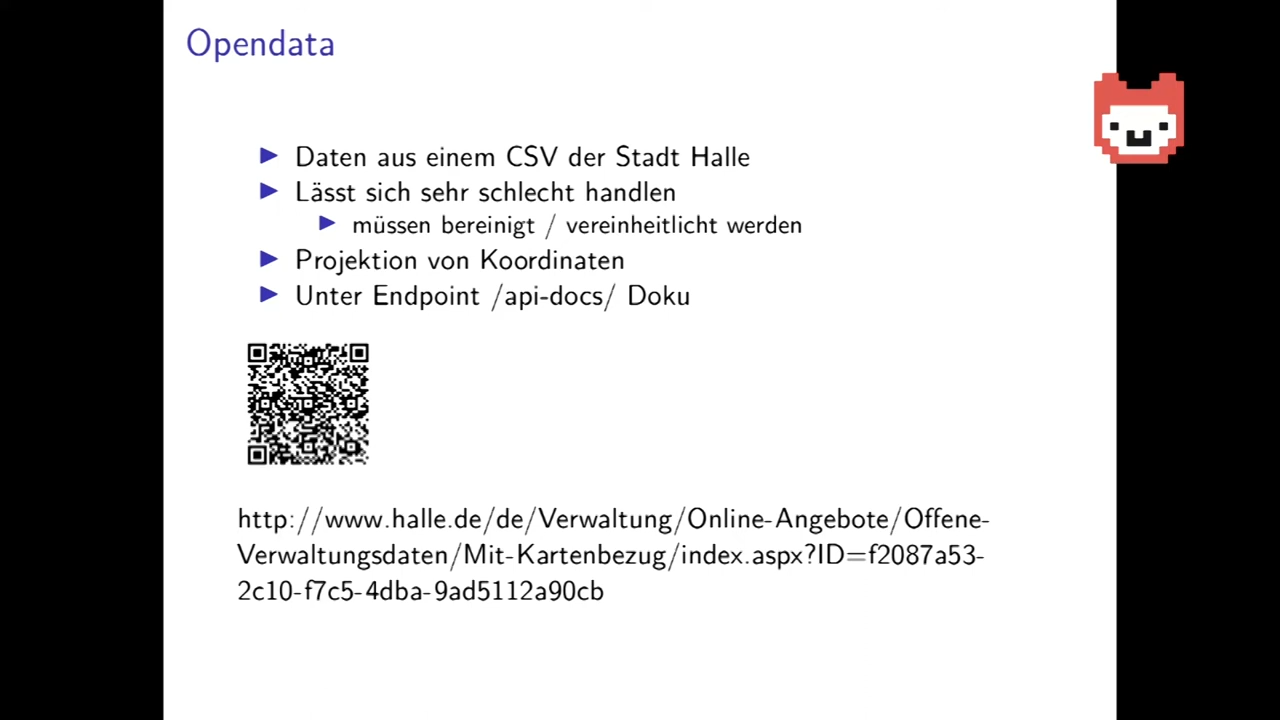 Opendata
Daten aus einem CSV der Stadt Halle
Lässt sich sehr schlecht handlen
müssen bereinigt / vereinheitlicht werden
Projektion von Koordinaten
Unter Endpoint /api-docs/ Doku
http://www.halle.de/de/Verwaltung/Online-Angebote/Offene-
Verwaltungsdaten/Mit-Kartenbezug/index.aspx?ID=f2087a53-
2c10-f7c5-4dba-9ad5112a90cb